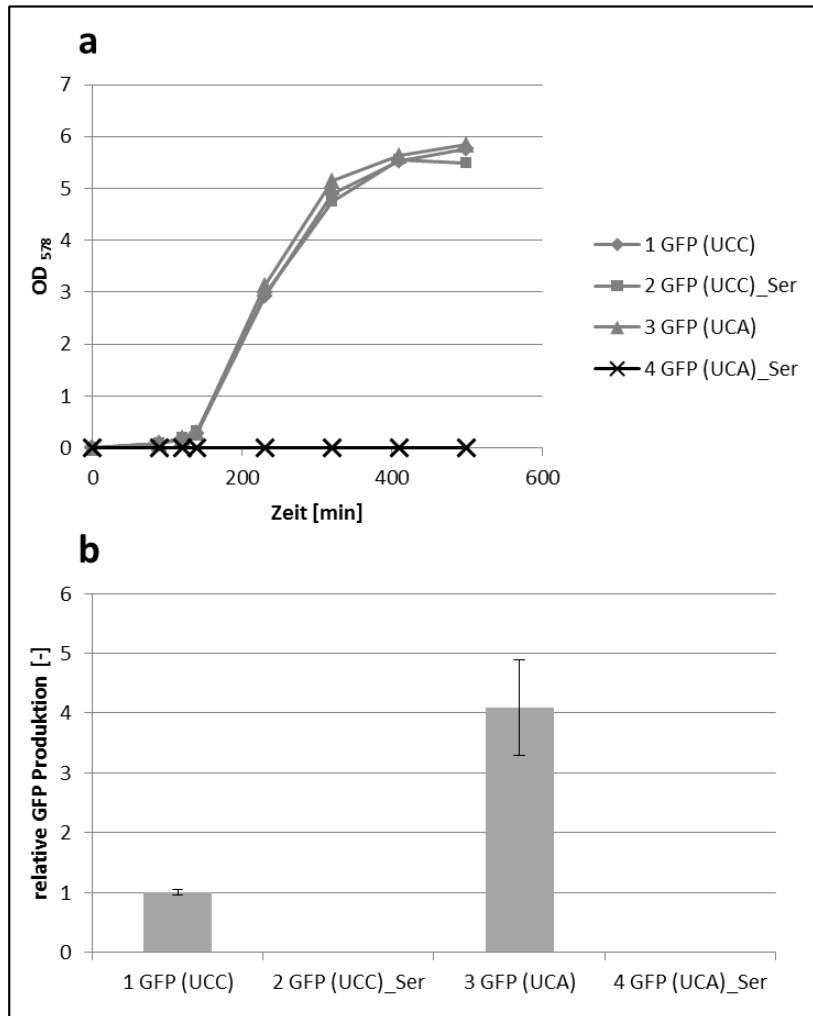 a
7
6
5
4
3
2
1
0
OD 578
0 200 400 600
Zeit [min]
1 GFP (UCC)
2 GFP (UCC)_Ser
3 GFP (UCA)
4 GFP (UCA)_Ser
b
6
5
4
3
2
1
0
relative GFP Produktion [-]
1 GFP (UCC) 2 GFP (UCC)_Ser 3 GFP (UCA) 4 GFP (UCA)_Ser